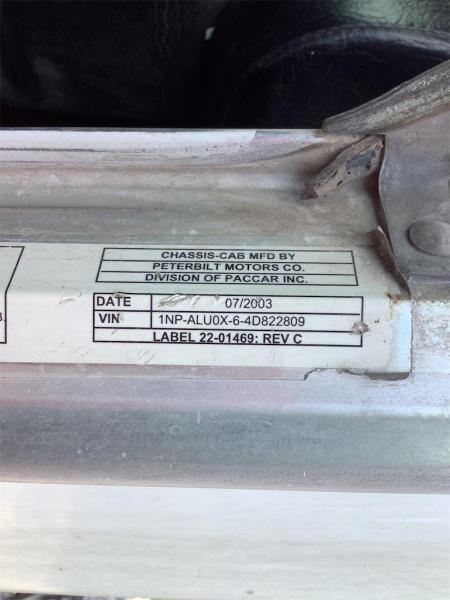 CHASSIS-CAB MFD BY
PETERBILT MOTORS CO.
DIVISION OF PACCAR INC.
DATE 07/2003
VIN 1NP-ALU0X-6-4D822809
LABEL 22-01469: REV C